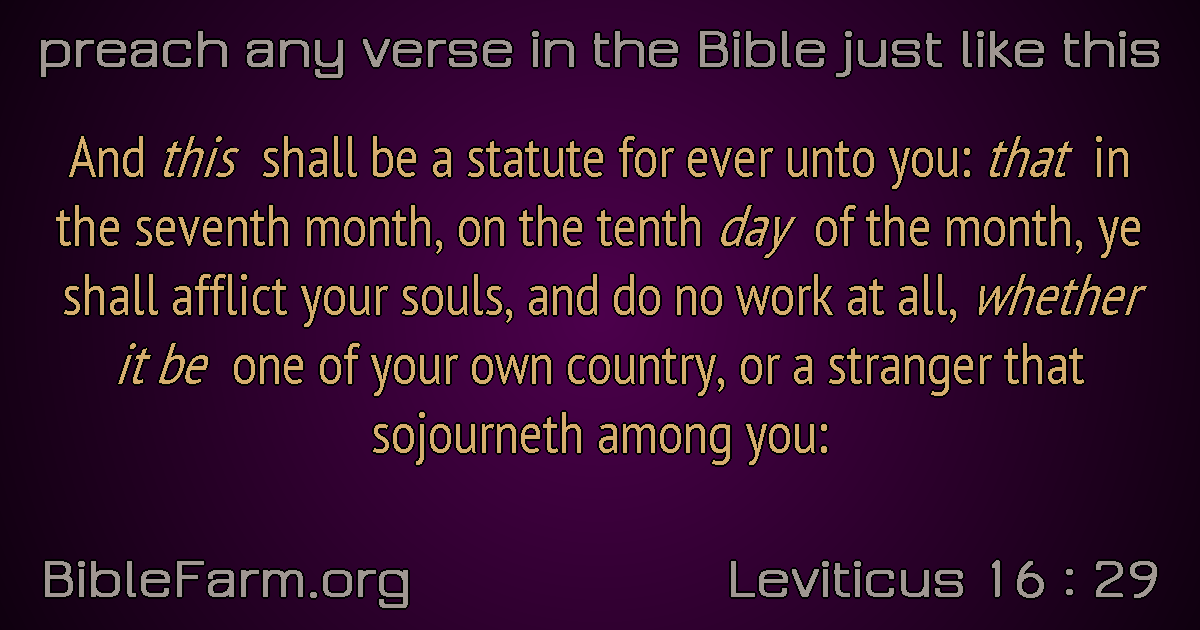 preach any verse in the Bible just like this
And this shall be a statute for ever unto you: that in
the seventh month, on the tenth day of the month, ye
shall afflict your souls, and do no work at all, whether
it be one of your own country, or a stranger that
sojourneth among you:
BibleFarm.org
Leviticus 16 : 29